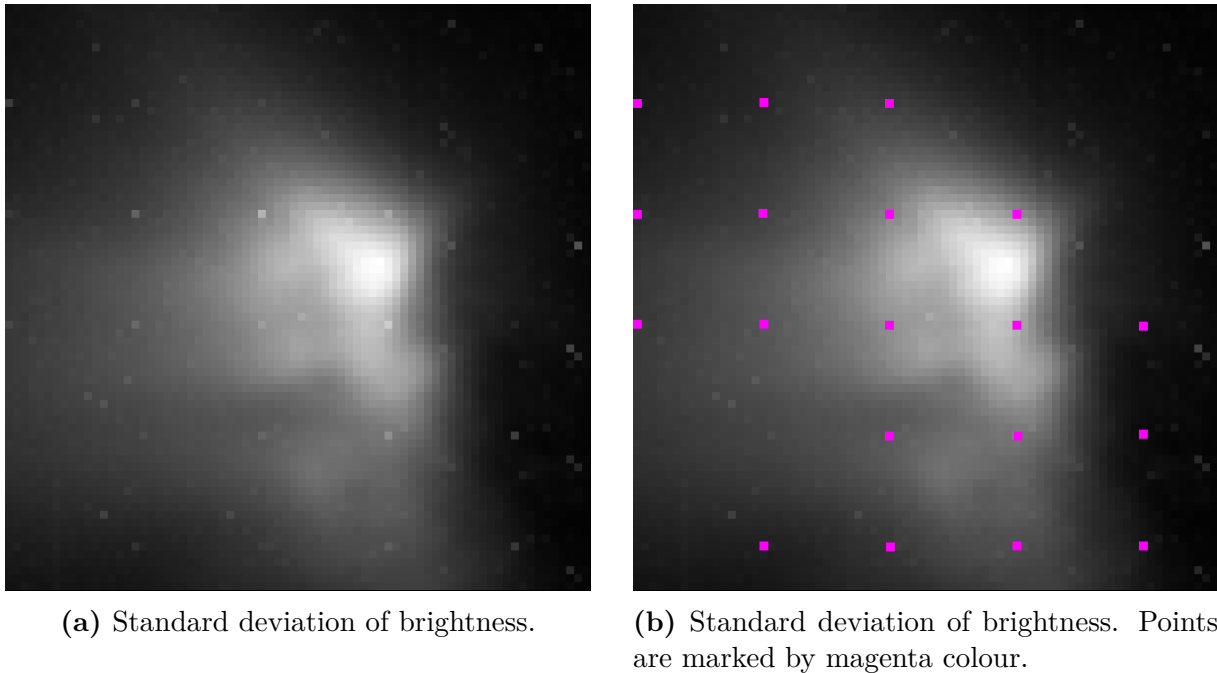 (a) Standard deviation of brightness.
(b) Standard deviation of brightness. Points
are marked by magenta colour.